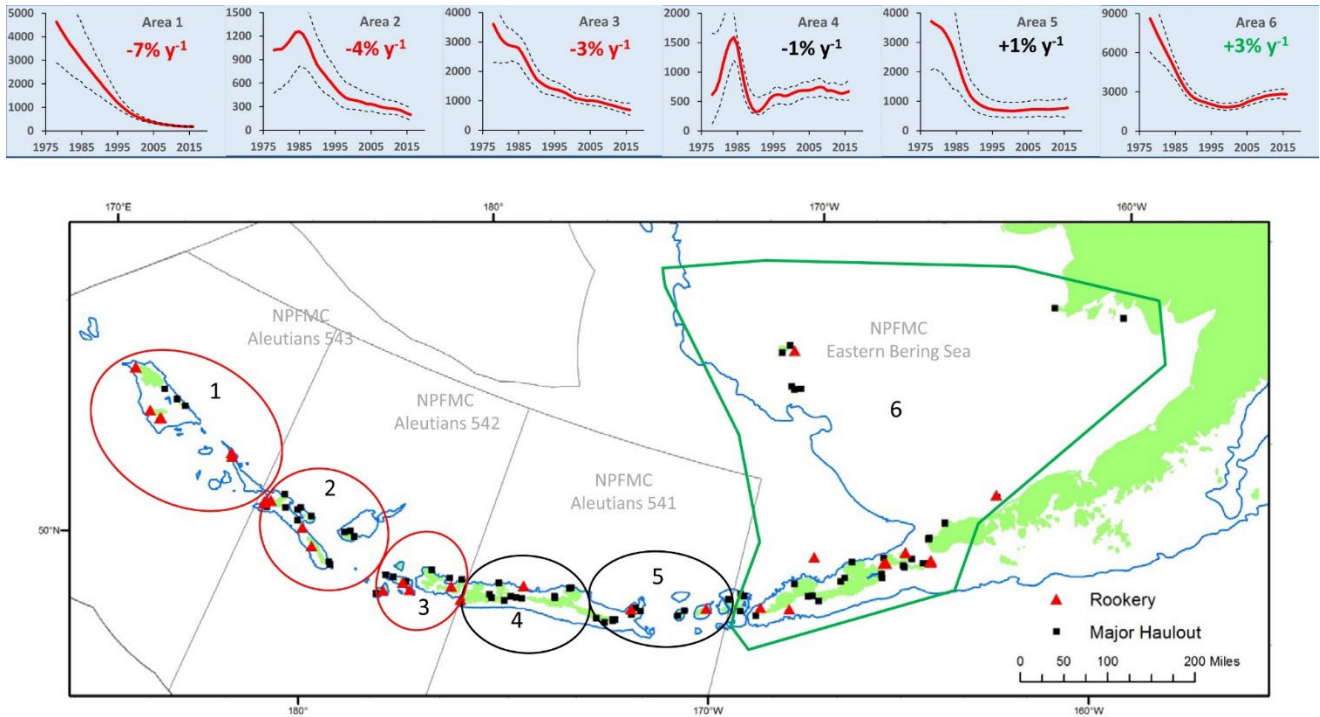 Area 1
-7% y⁻¹
5000
4000
3000
2000
1000
0
1975 1985 1995 2005 2015
Area 2
-4% y⁻¹
1500
1200
900
600
300
0
1975 1985 1995 2005 2015
Area 3
-3% y⁻¹
4000
3000
2000
1000
0
1975 1985 1995 2005 2015
Area 4
-1% y⁻¹
2000
1500
1000
500
0
1975 1985 1995 2005 2015
Area 5
+1% y⁻¹
4000
3000
2000
1000
0
1975 1985 1995 2005 2015
Area 6
+3% y⁻¹
9000
6000
3000
0
1975 1985 1995 2005 2015
170°E 180° 170°W 160°W
NPFMC
Aleutians 543
NPFMC
Eastern Bering Sea
1
NPFMC
Aleutians 542
6
NPFMC
Aleutians 541
2
50°N
50°N
5
3
4
Rookery
Major Haulout
0 50 100 200 Miles
180° 170°W 160°W